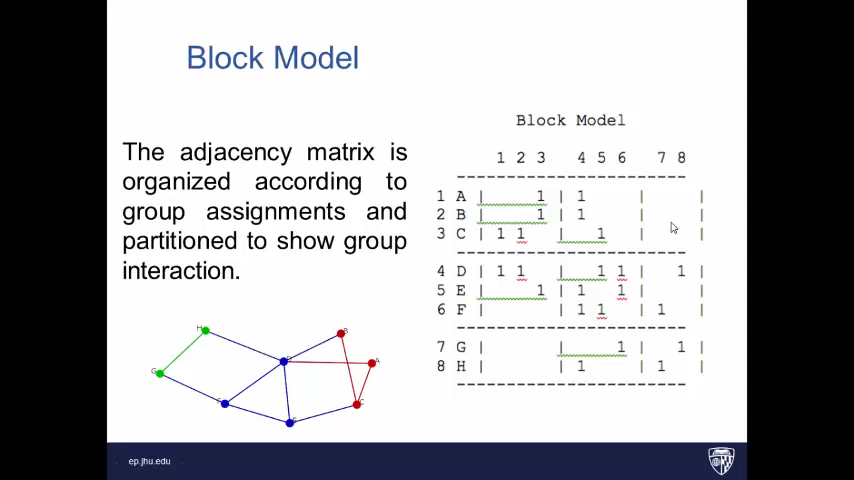 Block Model
The adjacency matrix is
organized according to
group assignments and
partitioned to show group
interaction.
Block Model
1 2 3 4 5 6 7 8
1 A | 1 | 1 | |
2 B | 1 | 1 | |
3 C | 1 1 | 1 | |
4 D | 1 1 | 1 1 | 1 |
5 E | 1 | 1 1 | |
6 F | 1 1 | 1 |
7 G | | 1 | 1 |
8 H | | 1 | 1 |
H
B
D
A
G
C
E
ep.jhu.edu